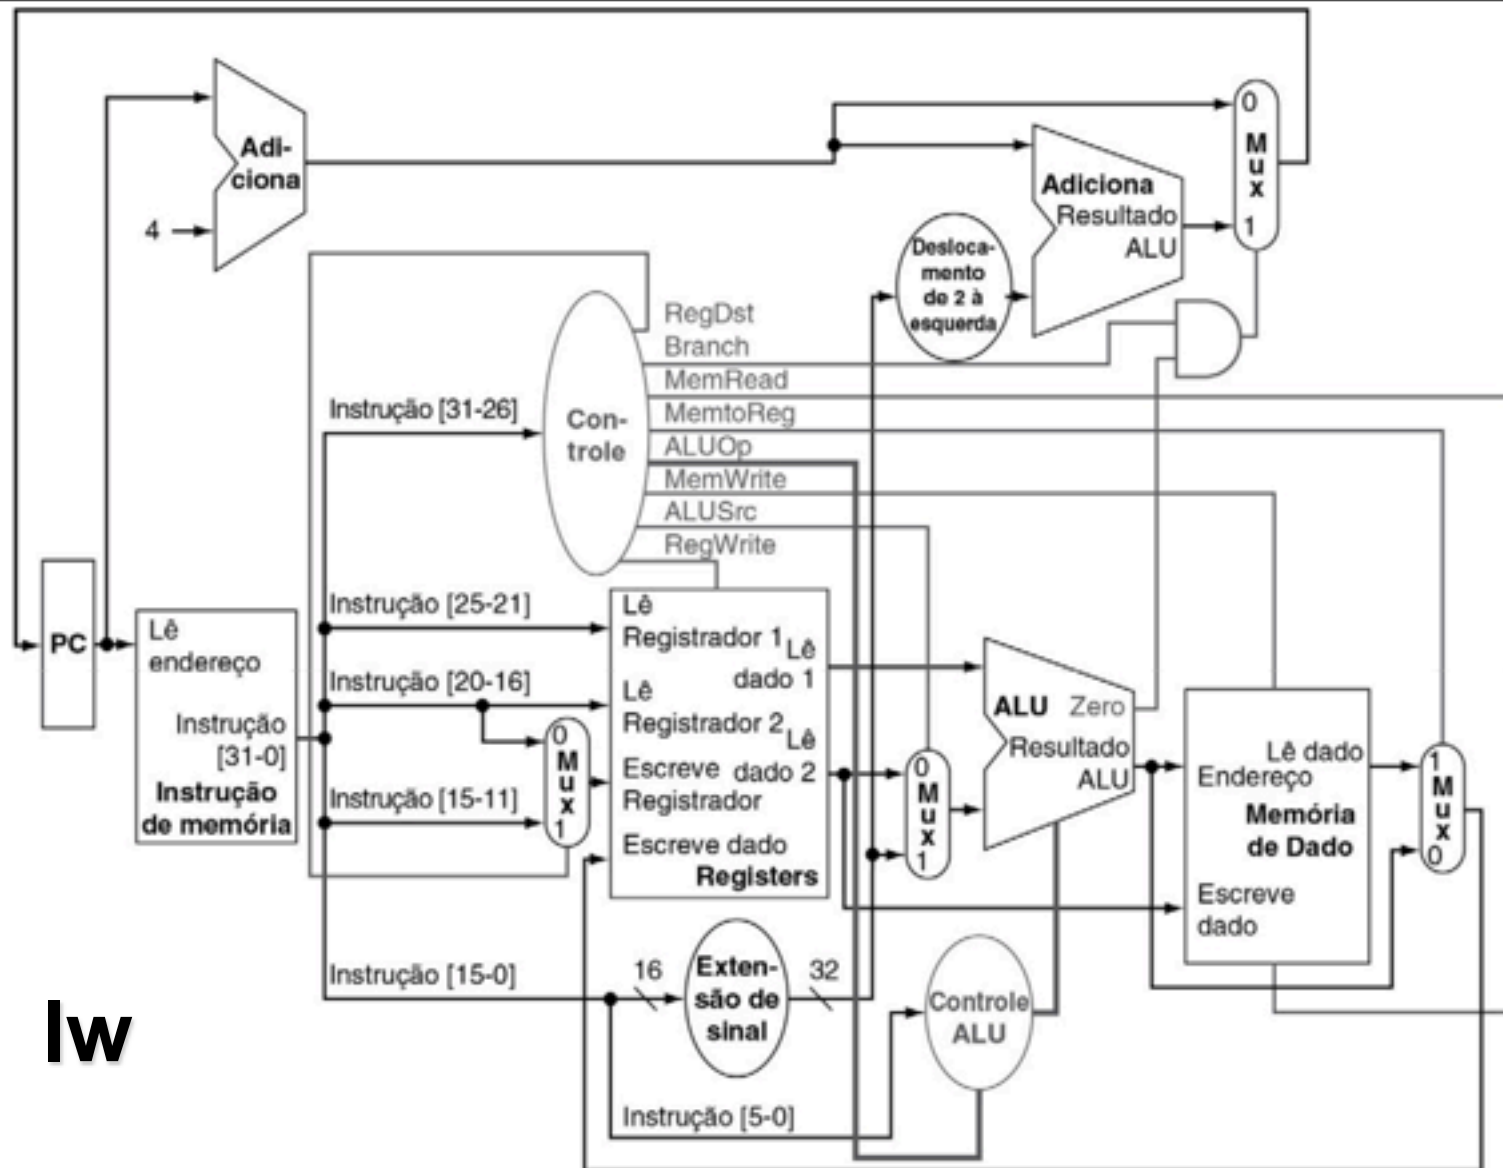 Adi-
ciona
4
0
M
u
x
1
Adiciona
Resultado
ALU
Desloca-
mento
de 2 à
esquerda
RegDst
Branch
MemRead
MemtoReg
ALUOp
MemWrite
ALUSrc
RegWrite
Con-
trole
Instrução [31-26]
Instrução [25-21]
Instrução [20-16]
Instrução [15-11]
Instrução [15-0]
PC
Lê
endereço
Instrução
[31-0]
Instrução
de memória
0
M
u
x
1
Lê
Registrador 1
Lê
dado 1
Lê
Registrador 2
Lê
dado 2
Escreve
Registrador
Escreve dado
Registers
0
M
u
x
1
ALU
Zero
Resultado
ALU
Lê dado
Endereço
Memória
de Dado
Escreve
dado
1
M
u
x
0
16
Exten-
são de
sinal
32
Controle
ALU
Instrução [5-0]
lw